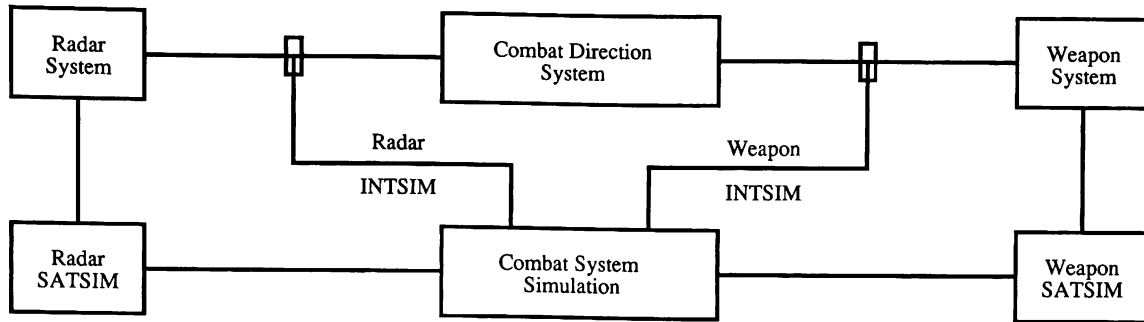 Radar
System
Combat Direction
System
Weapon
System
Radar
INTSIM
Weapon
INTSIM
Radar
SATSIM
Combat System
Simulation
Weapon
SATSIM